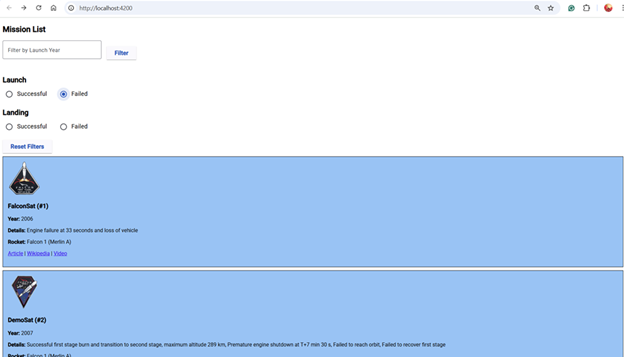 http://localhost:4200
Mission List
Filter by Launch Year
Filter
Launch
Successful Failed
Landing
Successful Failed
Reset Filters
FalconSat (#1)
Year: 2006
Details: Engine failure at 33 seconds and loss of vehicle
Rocket: Falcon 1 (Merlin A)
Article | Wikipedia | Video
DemoSat (#2)
Year: 2007
Details: Successful first stage burn and transition to second stage, maximum altitude 289 km, Premature engine shutdown at T+7 min 30 s, Failed to reach orbit, Failed to recover first stage
Rocket: Falcon 1 (Merlin A)